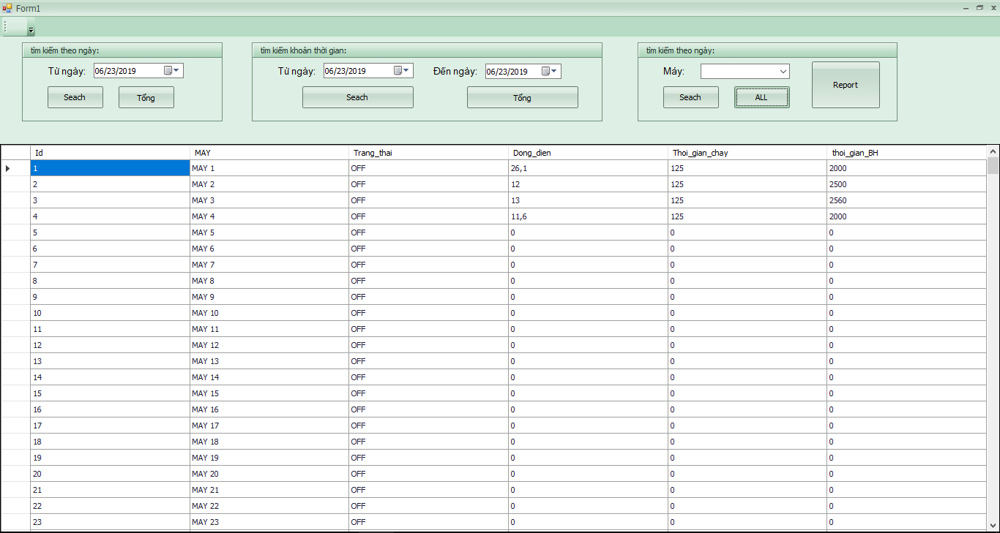 Form1
tìm kiếm theo ngày:
tìm kiếm khoản thời gian:
tìm kiếm theo ngày:
Từ ngày: 06/23/2019
Từ ngày: 06/23/2019 Đến ngày: 06/23/2019
Máy:
Report
Seach Tổng
Seach Tổng
Seach ALL
Id MAY Trang_thai Dong_dien Thoi_gian_chay thoi_gian_BH
1 MAY 1 OFF 26,1 125 2000
2 MAY 2 OFF 12 125 2500
3 MAY 3 OFF 13 125 2560
4 MAY 4 OFF 11,6 125 2000
5 MAY 5 OFF 0 0 0
6 MAY 6 OFF 0 0 0
7 MAY 7 OFF 0 0 0
8 MAY 8 OFF 0 0 0
9 MAY 9 OFF 0 0 0
10 MAY 10 OFF 0 0 0
11 MAY 11 OFF 0 0 0
12 MAY 12 OFF 0 0 0
13 MAY 13 OFF 0 0 0
14 MAY 14 OFF 0 0 0
15 MAY 15 OFF 0 0 0
16 MAY 16 OFF 0 0 0
17 MAY 17 OFF 0 0 0
18 MAY 18 OFF 0 0 0
19 MAY 19 OFF 0 0 0
20 MAY 20 OFF 0 0 0
21 MAY 21 OFF 0 0 0
22 MAY 22 OFF 0 0 0
23 MAY 23 OFF 0 0 0